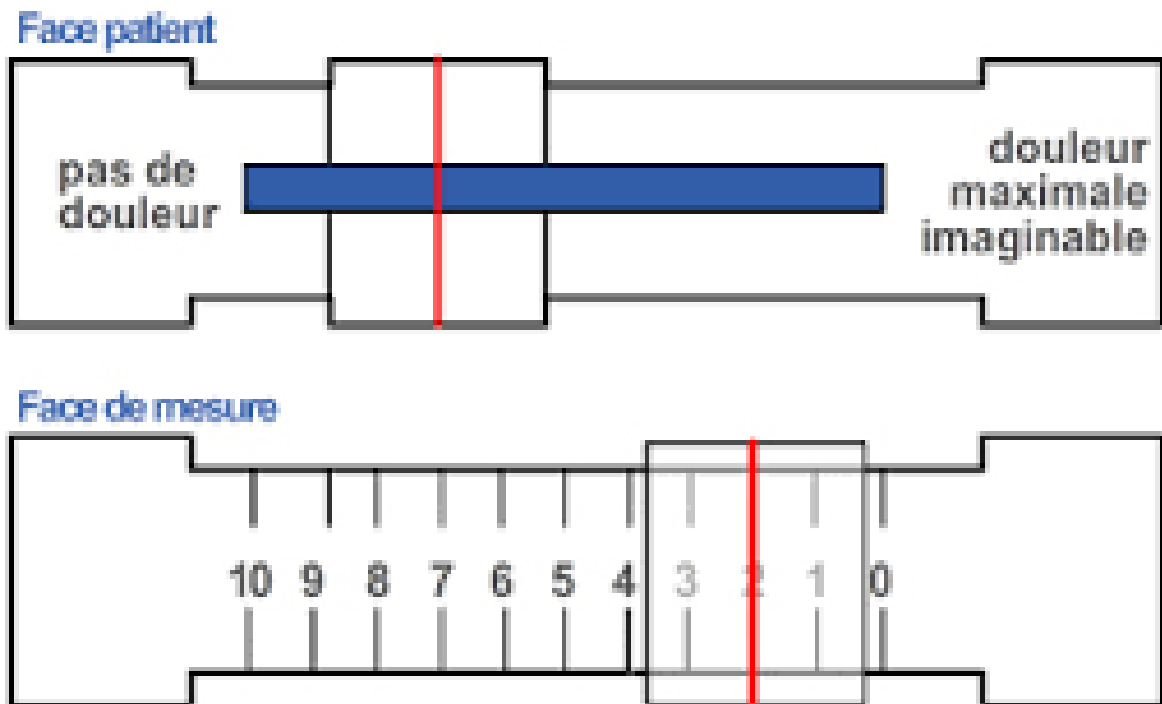 Face patient
pas de
douleur
douleur
maximale
imaginable
Face de mesure
10 9 8 7 6 5 4 3 2 1 0